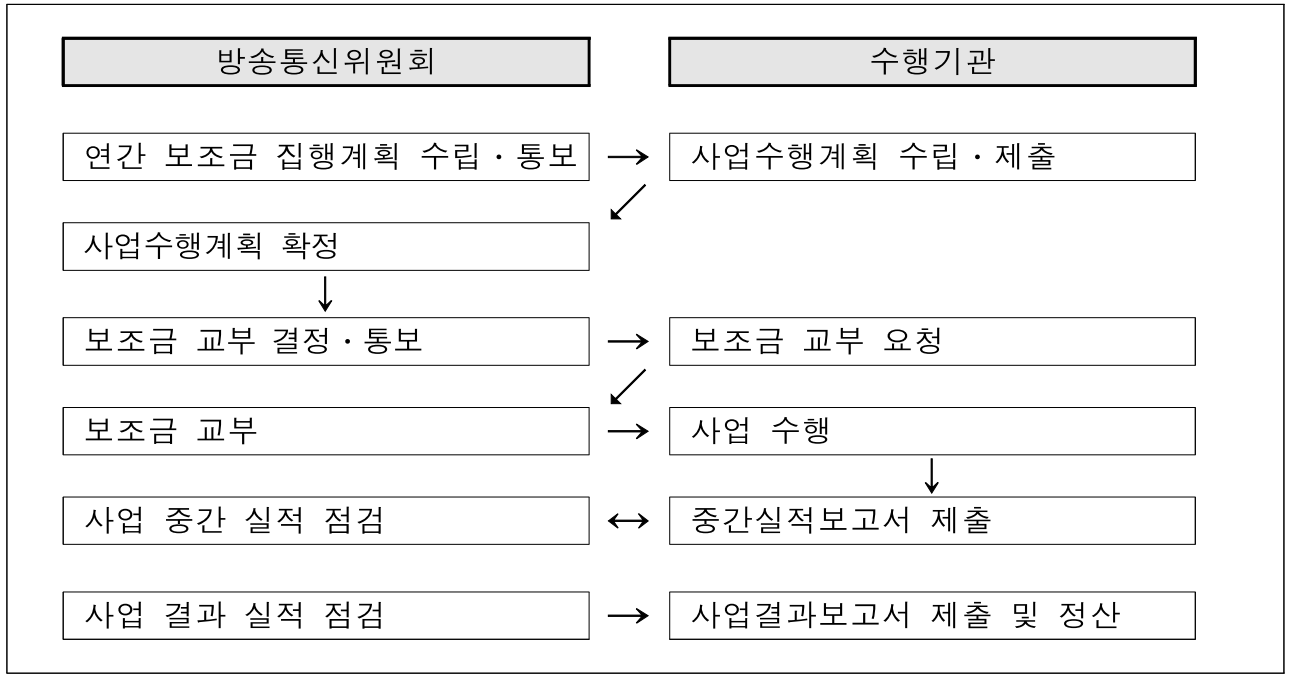 방송통신위원회
수행기관
연간 보조금 집행계획 수립・통보 → 사업수행계획 수립・제출
↙
사업수행계획 확정
↓
보조금 교부 결정・통보 → 보조금 교부 요청
↙
보조금 교부 → 사업 수행
↓
사업 중간 실적 점검 ↔ 중간실적보고서 제출
사업 결과 실적 점검 → 사업결과보고서 제출 및 정산